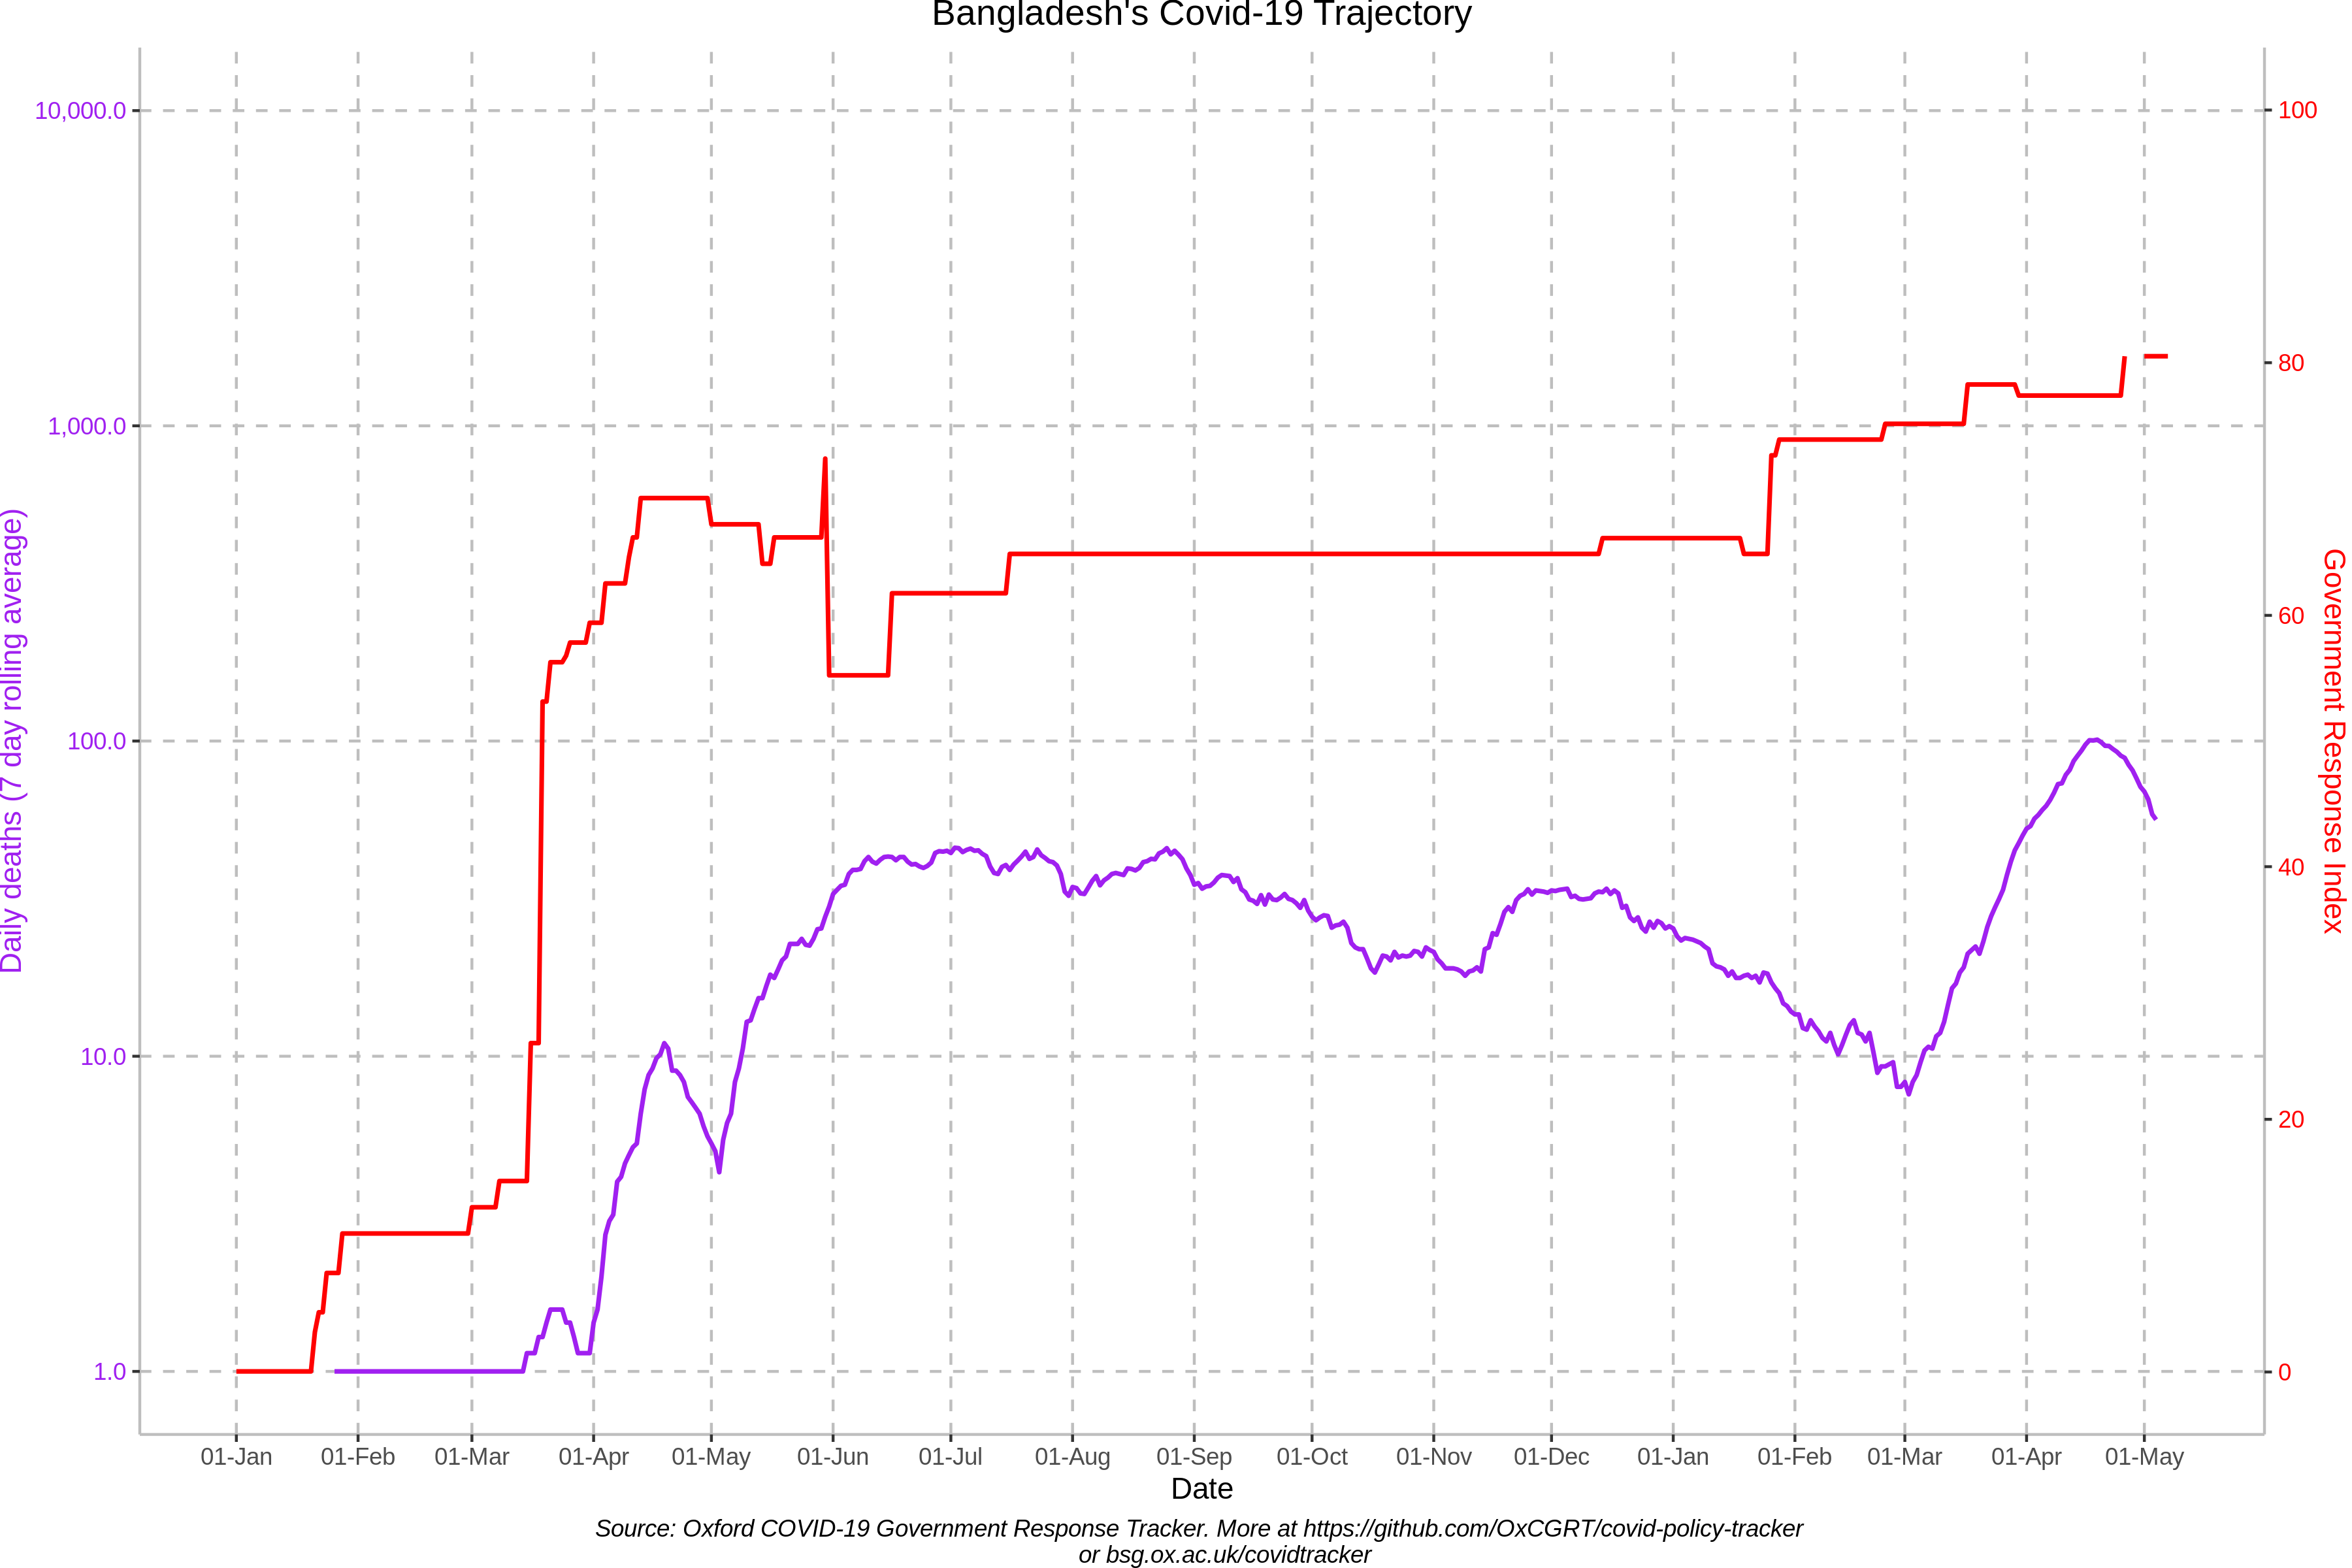 Bangladesh's Covid-19 Trajectory
10,000.0
1,000.0
100.0
10.0
1.0
Daily deaths (7 day rolling average)
100
80
60
40
20
0
Government Response Index
01-Jan 01-Feb 01-Mar 01-Apr 01-May 01-Jun 01-Jul 01-Aug 01-Sep 01-Oct 01-Nov 01-Dec 01-Jan 01-Feb 01-Mar 01-Apr 01-May
Date
Source: Oxford COVID-19 Government Response Tracker. More at https://github.com/OxCGRT/covid-policy-tracker
or bsg.ox.ac.uk/covidtracker